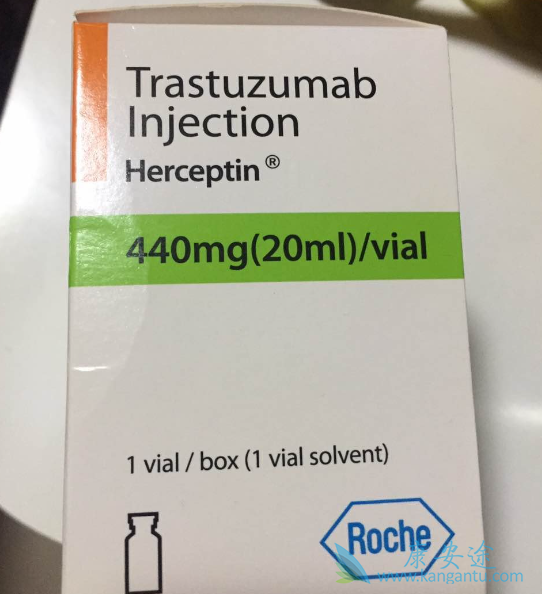 Trastuzumab
Injection
Herceptin®
440mg(20ml)/vial
1 vial / box (1 vial solvent)
Roche
康安途
www.kangantu.com